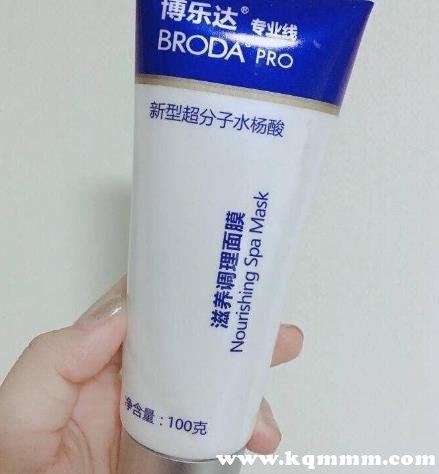 博乐达® 专业线
BRODA® PRO
新型超分子水杨酸
滋养调理面膜
Nourishing Spa Mask
净含量：100克
www.kqmmm.com